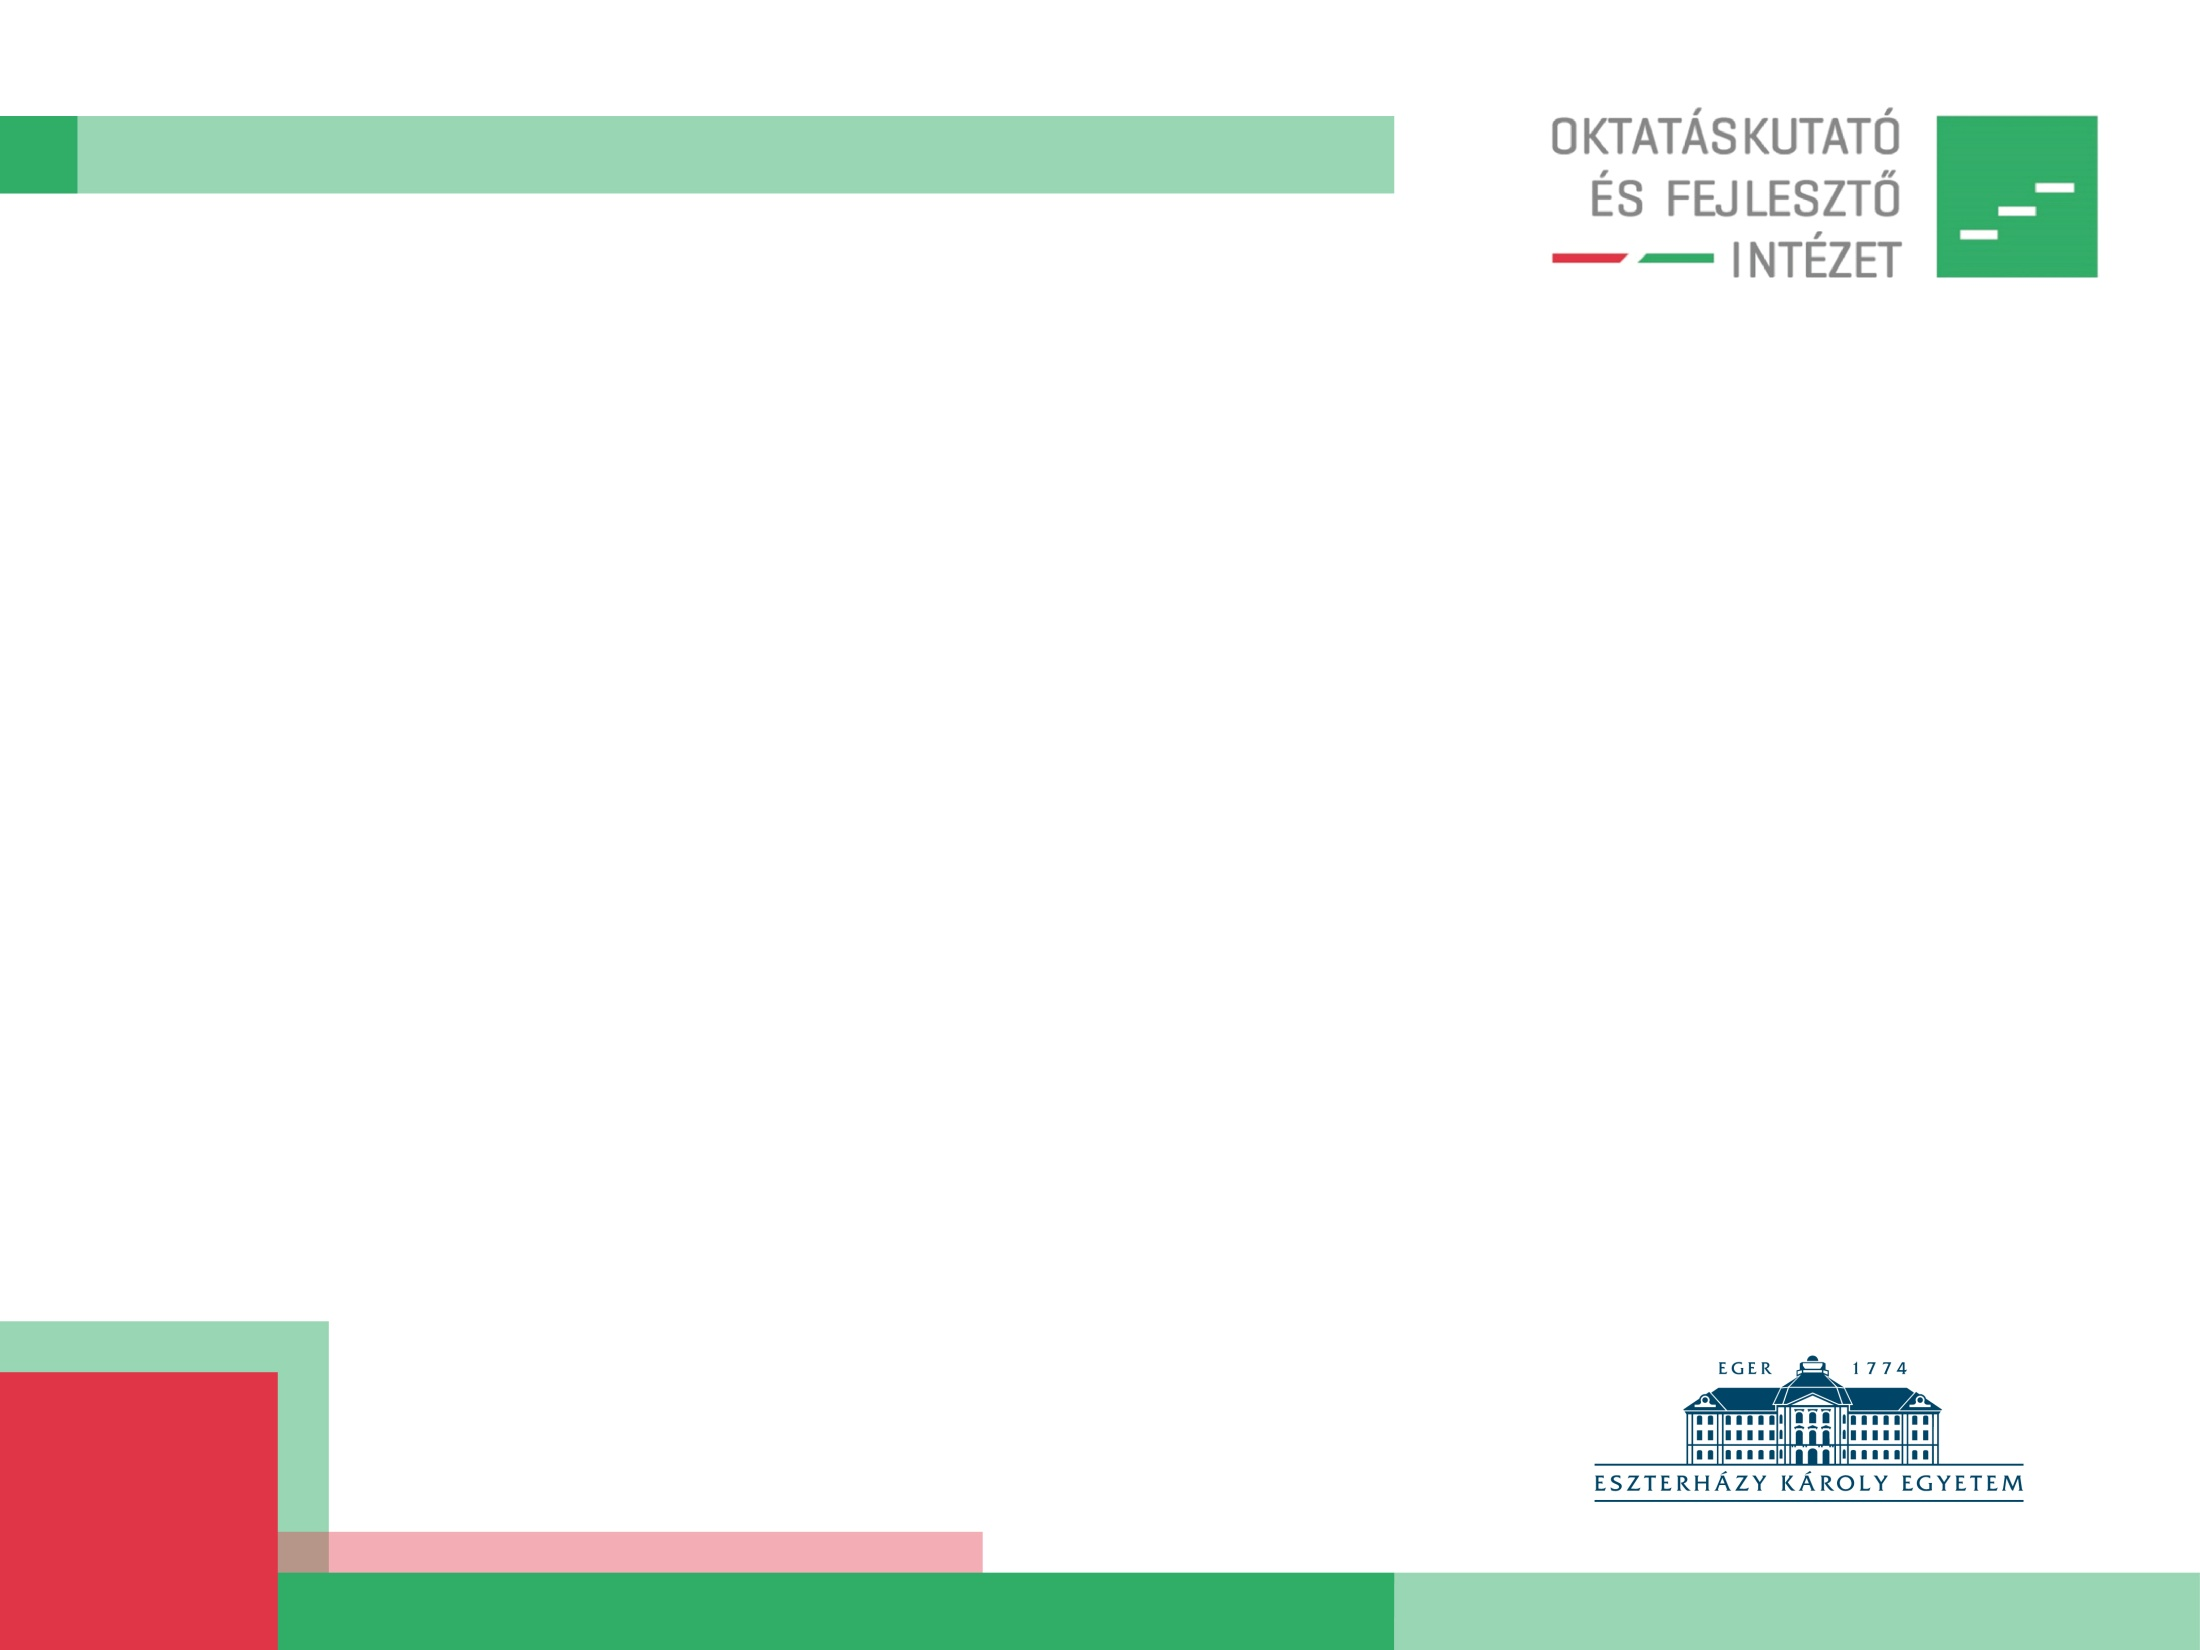 OKTATÁSKUTATÓ
ÉS FEJLESZTŐ
INTÉZET
EGER 1774
ESZTERHÁZY KÁROLY EGYETEM